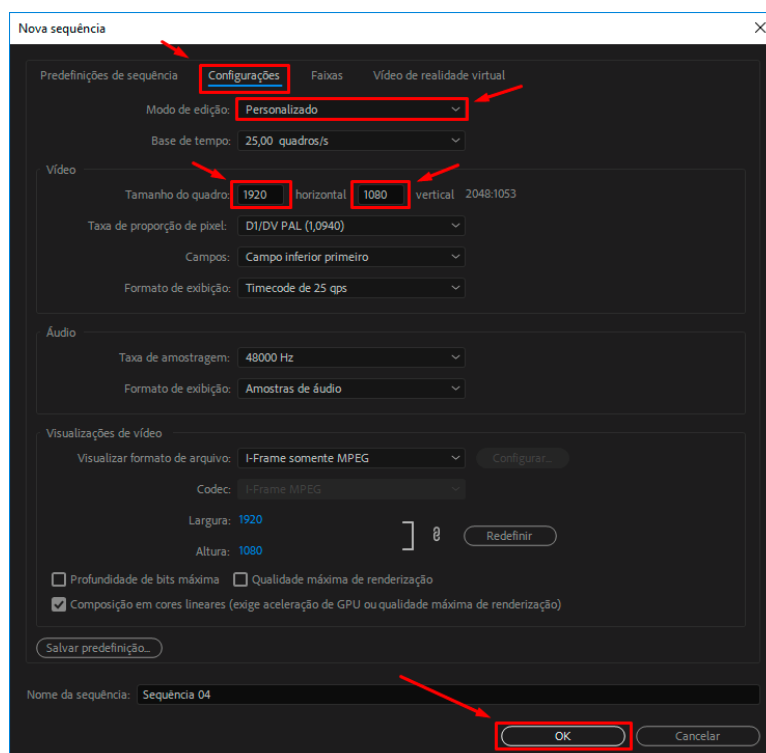 Nova sequência
Predefinições de sequência Configurações Faixas Vídeo de realidade virtual
Modo de edição: Personalizado
Base de tempo: 25,00 quadros/s
Vídeo
Tamanho do quadro: 1920 horizontal 1080 vertical 2048:1053
Taxa de proporção de pixel: D1/DV PAL (1,0940)
Campos: Campo inferior primeiro
Formato de exibição: Timecode de 25 qps
Áudio
Taxa de amostragem: 48000 Hz
Formato de exibição: Amostras de áudio
Visualizações de vídeo
Visualizar formato de arquivo: I-Frame somente MPEG Configurar...
Codec: I-Frame MPEG
Largura: 1920
Altura: 1080
Redefinir
Profundidade de bits máxima Qualidade máxima de renderização
Composição em cores lineares (exige aceleração de GPU ou qualidade máxima de renderização)
Salvar predefinição...
Nome da sequência: Sequência 04
OK Cancelar